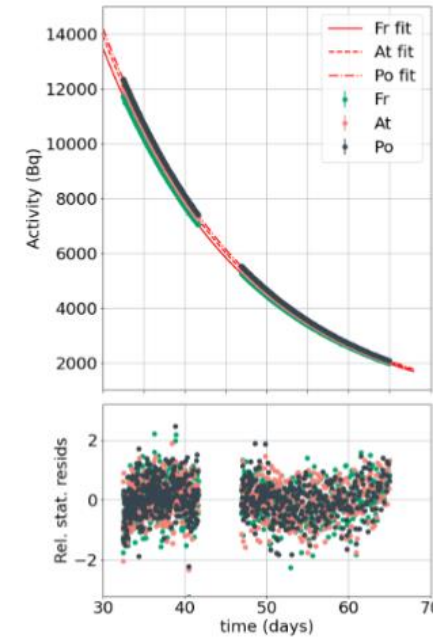 Activity (Bq)
14000
12000
10000
8000
6000
4000
2000
Fr fit
At fit
Po fit
Fr
At
Po
Rel. stat. resids
2
0
−2
30
40
50
60
70
time (days)